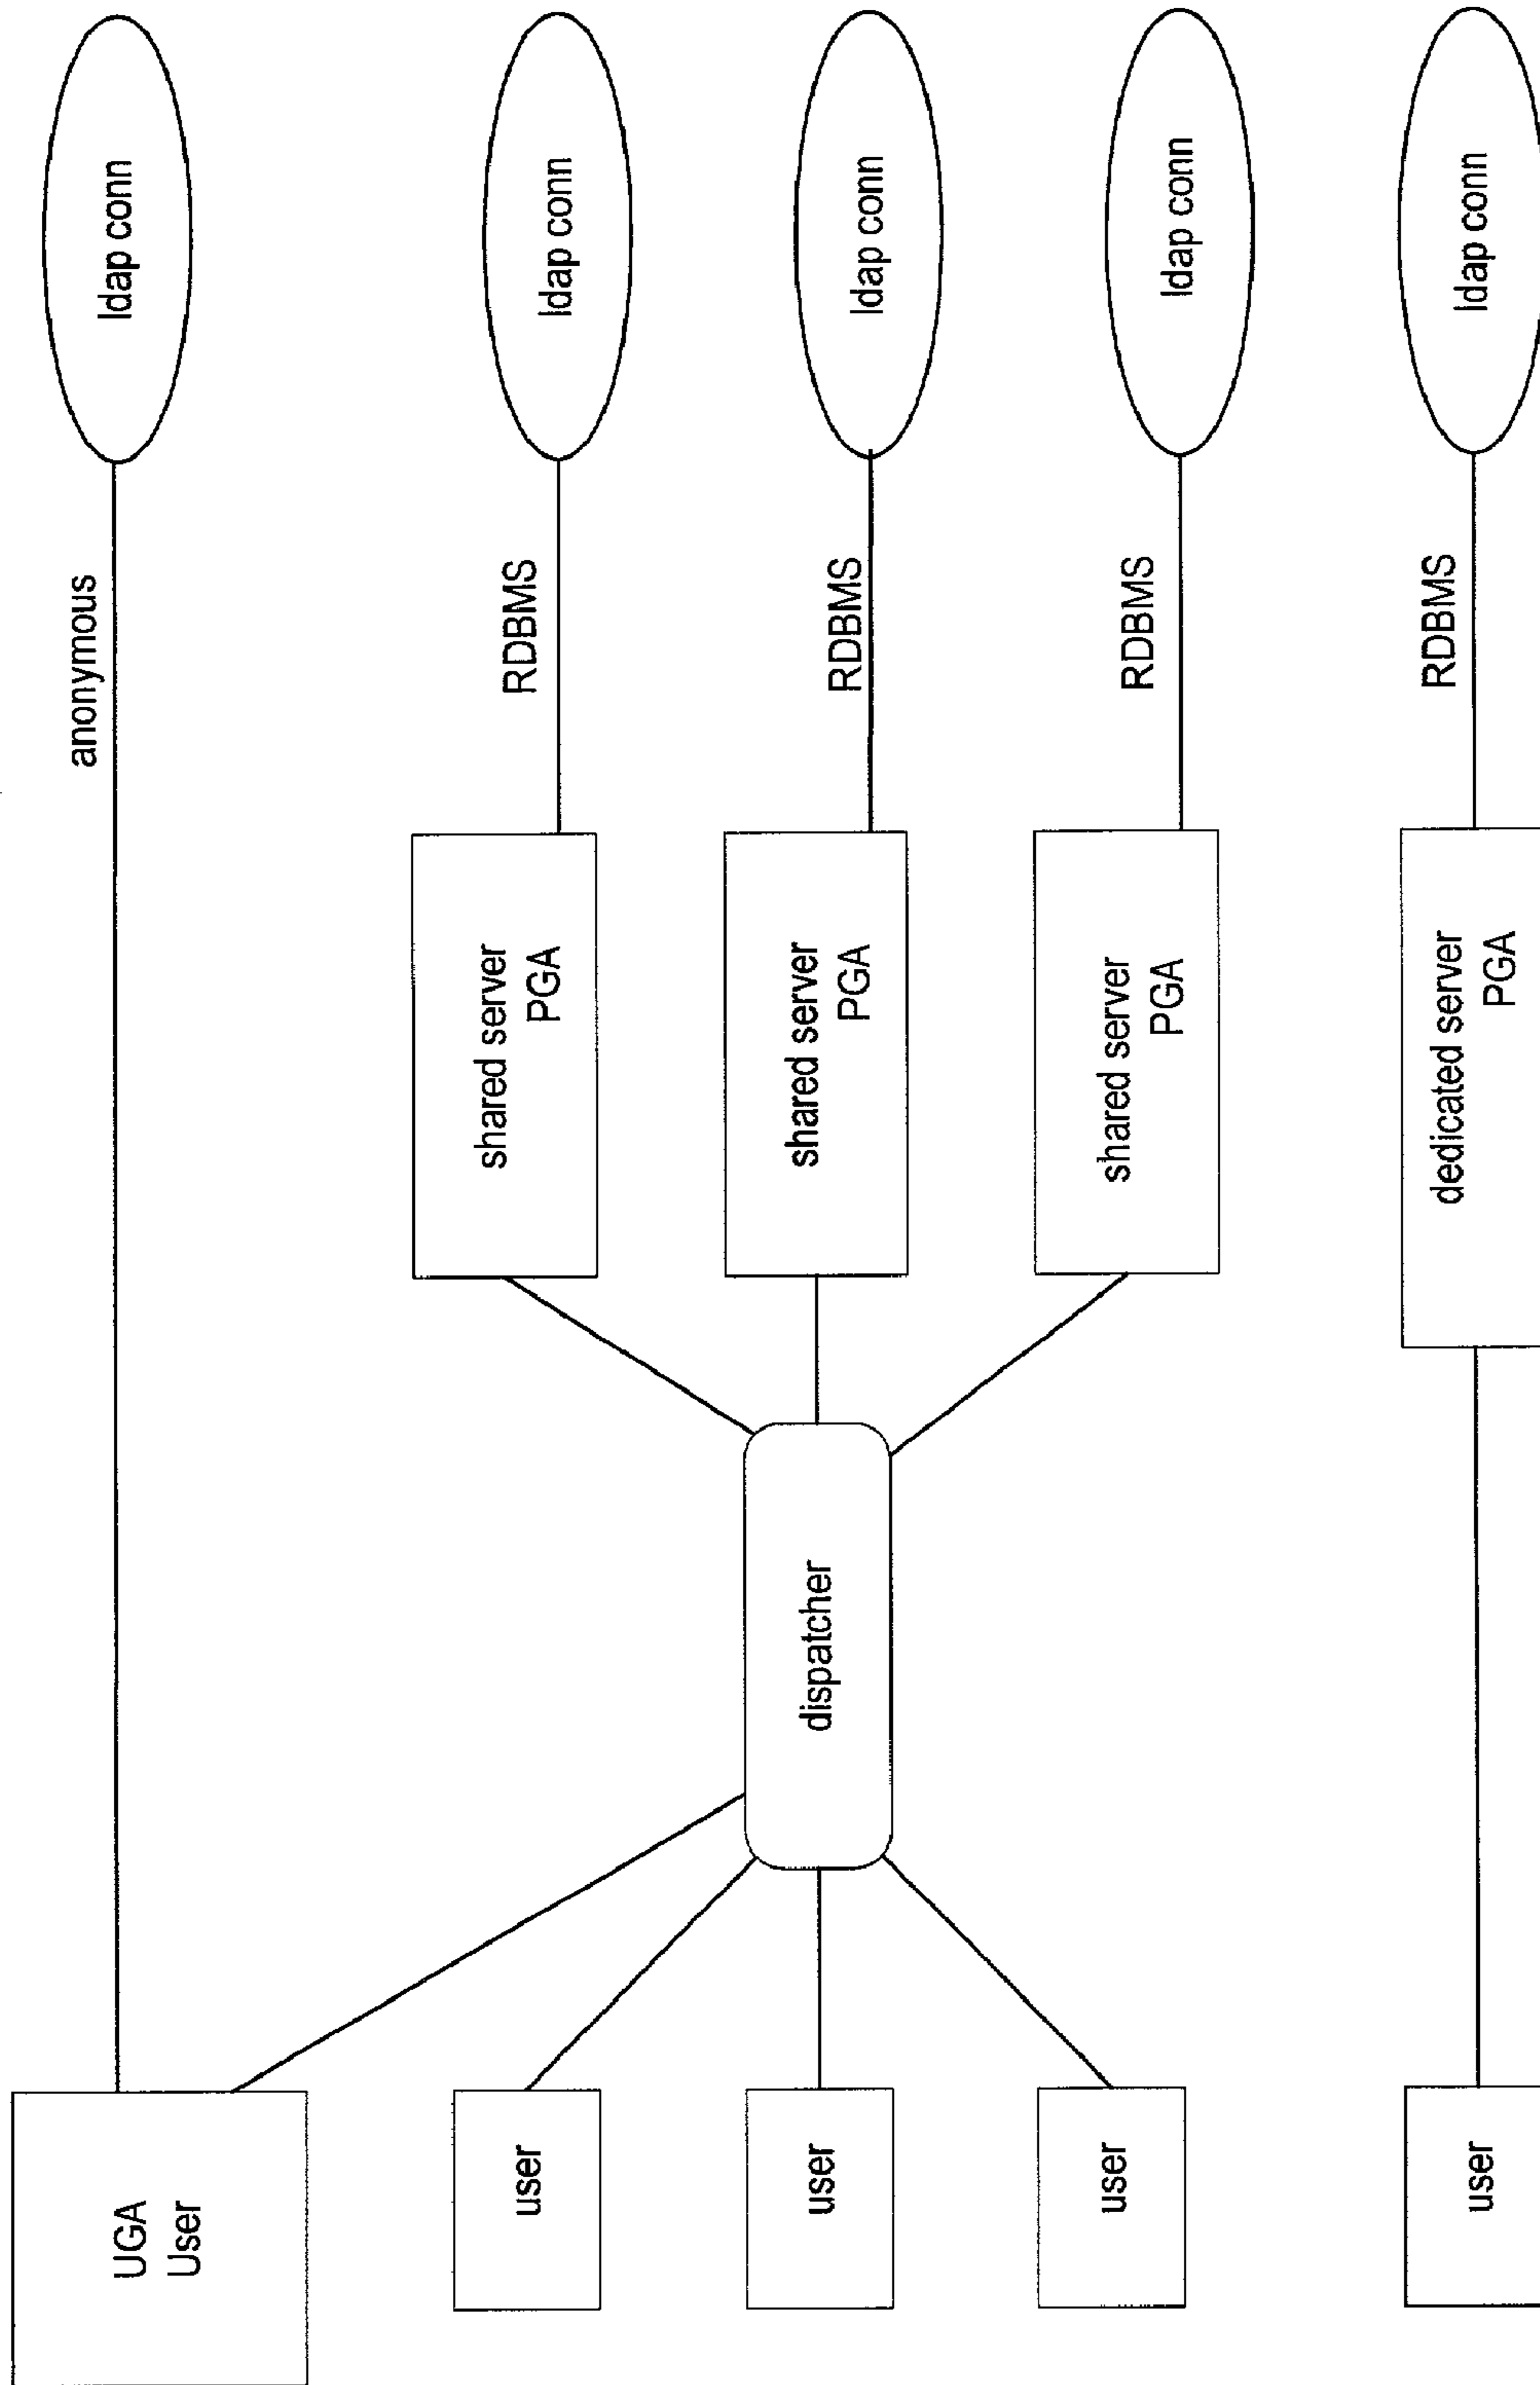 UGA
User
anonymous
ldap conn
user
shared server
PGA
RDBMS
ldap conn
user
dispatcher
shared server
PGA
RDBMS
ldap conn
user
shared server
PGA
RDBMS
ldap conn
user
dedicated server
PGA
RDBMS
ldap conn